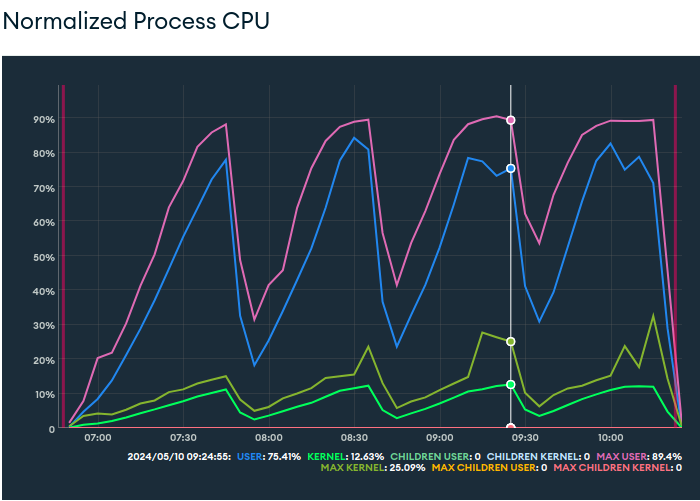 Normalized Process CPU
90%
80%
70%
60%
50%
40%
30%
20%
10%
0
07:00 07:30 08:00 08:30 09:00 09:30 10:00
2024/05/10 09:24:55: USER: 75.41% KERNEL: 12.63% CHILDREN USER: 0 CHILDREN KERNEL: 0 MAX USER: 89.4%
MAX KERNEL: 25.09% MAX CHILDREN USER: 0 MAX CHILDREN KERNEL: 0